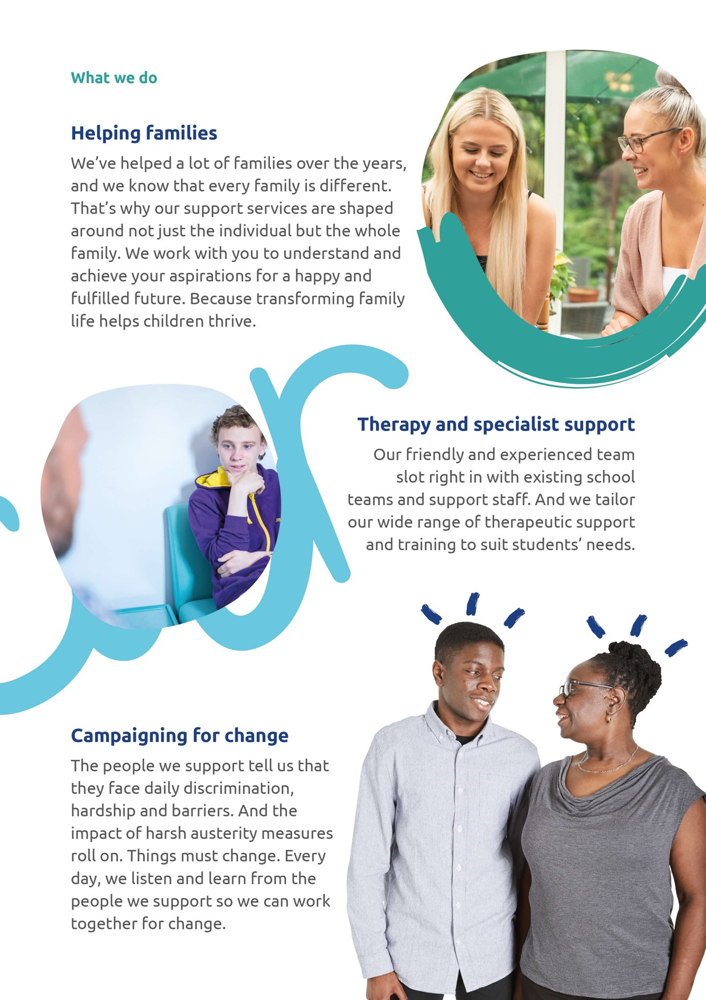 What we do
Helping families
We’ve helped a lot of families over the years,
and we know that every family is different.
That’s why our support services are shaped
around not just the individual but the whole
family. We work with you to understand and
achieve your aspirations for a happy and
fulfilled future. Because transforming family
life helps children thrive.
Therapy and specialist support
Our friendly and experienced team
slot right in with existing school
teams and support staff. And we tailor
our wide range of therapeutic support
and training to suit students’ needs.
Campaigning for change
The people we support tell us that
they face daily discrimination,
hardship and barriers. And the
impact of harsh austerity measures
roll on. Things must change. Every
day, we listen and learn from the
people we support so we can work
together for change.